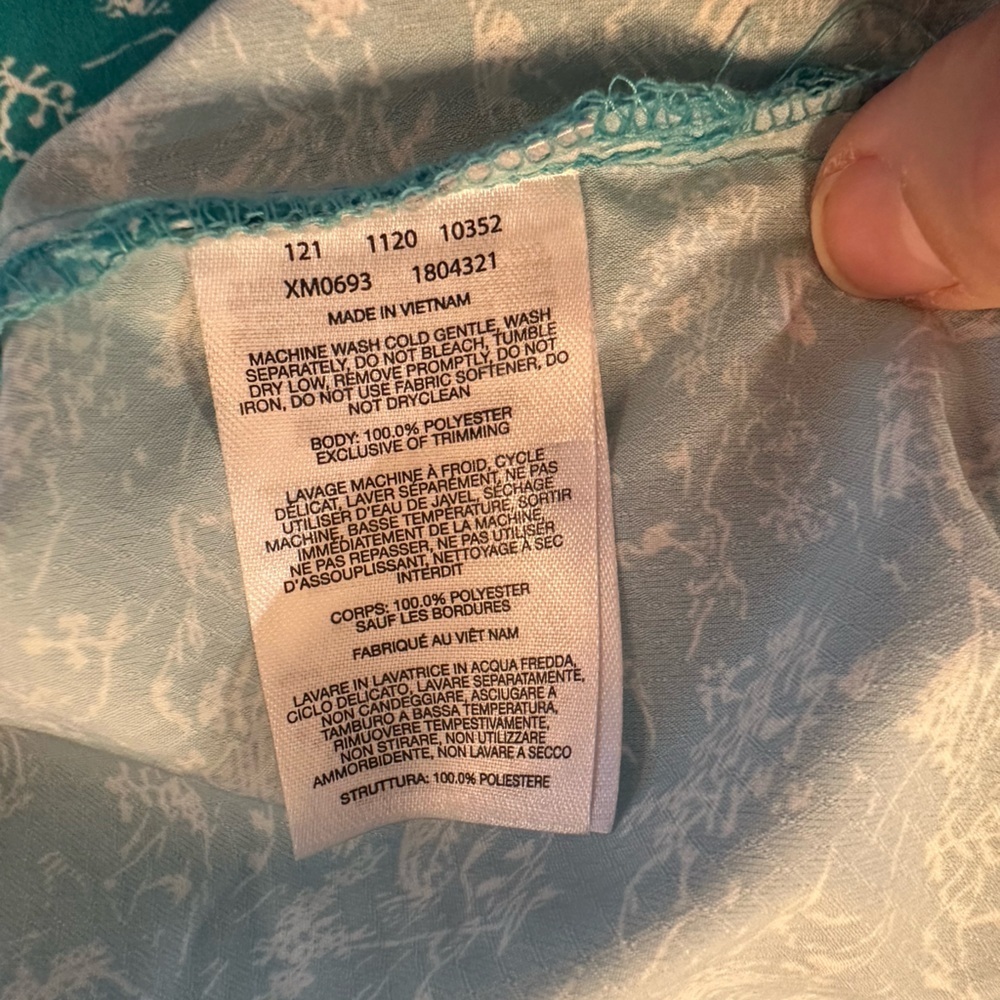 121 1120 10352
XM0693 1804321
MADE IN VIETNAM
MACHINE WASH COLD GENTLE, WASH
SEPARATELY, DO NOT BLEACH, TUMBLE
DRY LOW, REMOVE PROMPTLY, DO NOT
IRON, DO NOT USE FABRIC SOFTENER, DO
NOT DRYCLEAN
BODY: 100.0% POLYESTER
EXCLUSIVE OF TRIMMING
LAVAGE MACHINE À FROID, CYCLE
DÉLICAT, LAVER SÉPARÉMENT, NE PAS
UTILISER D'EAU DE JAVEL, SÉCHAGE
MACHINE, BASSE TEMPÉRATURE, SORTIR
IMMÉDIATEMENT DE LA MACHINE,
NE PAS REPASSER, NE PAS UTILISER
D'ASSOUPLISSANT, NETTOYAGE À SEC
INTERDIT
CORPS: 100.0% POLYESTER
SAUF LES BORDURES
FABRIQUÉ AU VIÊT NAM
LAVARE IN LAVATRICE IN ACQUA FREDDA,
CICLO DELICATO, LAVARE SEPARATAMENTE,
NON CANDEGGIARE, ASCIUGARE A
TAMBURO A BASSA TEMPERATURA,
RIMUOVERE TEMPESTIVAMENTE,
NON STIRARE, NON UTILIZZARE
AMMORBIDENTE, NON LAVARE A SECCO
STRUTTURA: 100.0% POLIESTERE